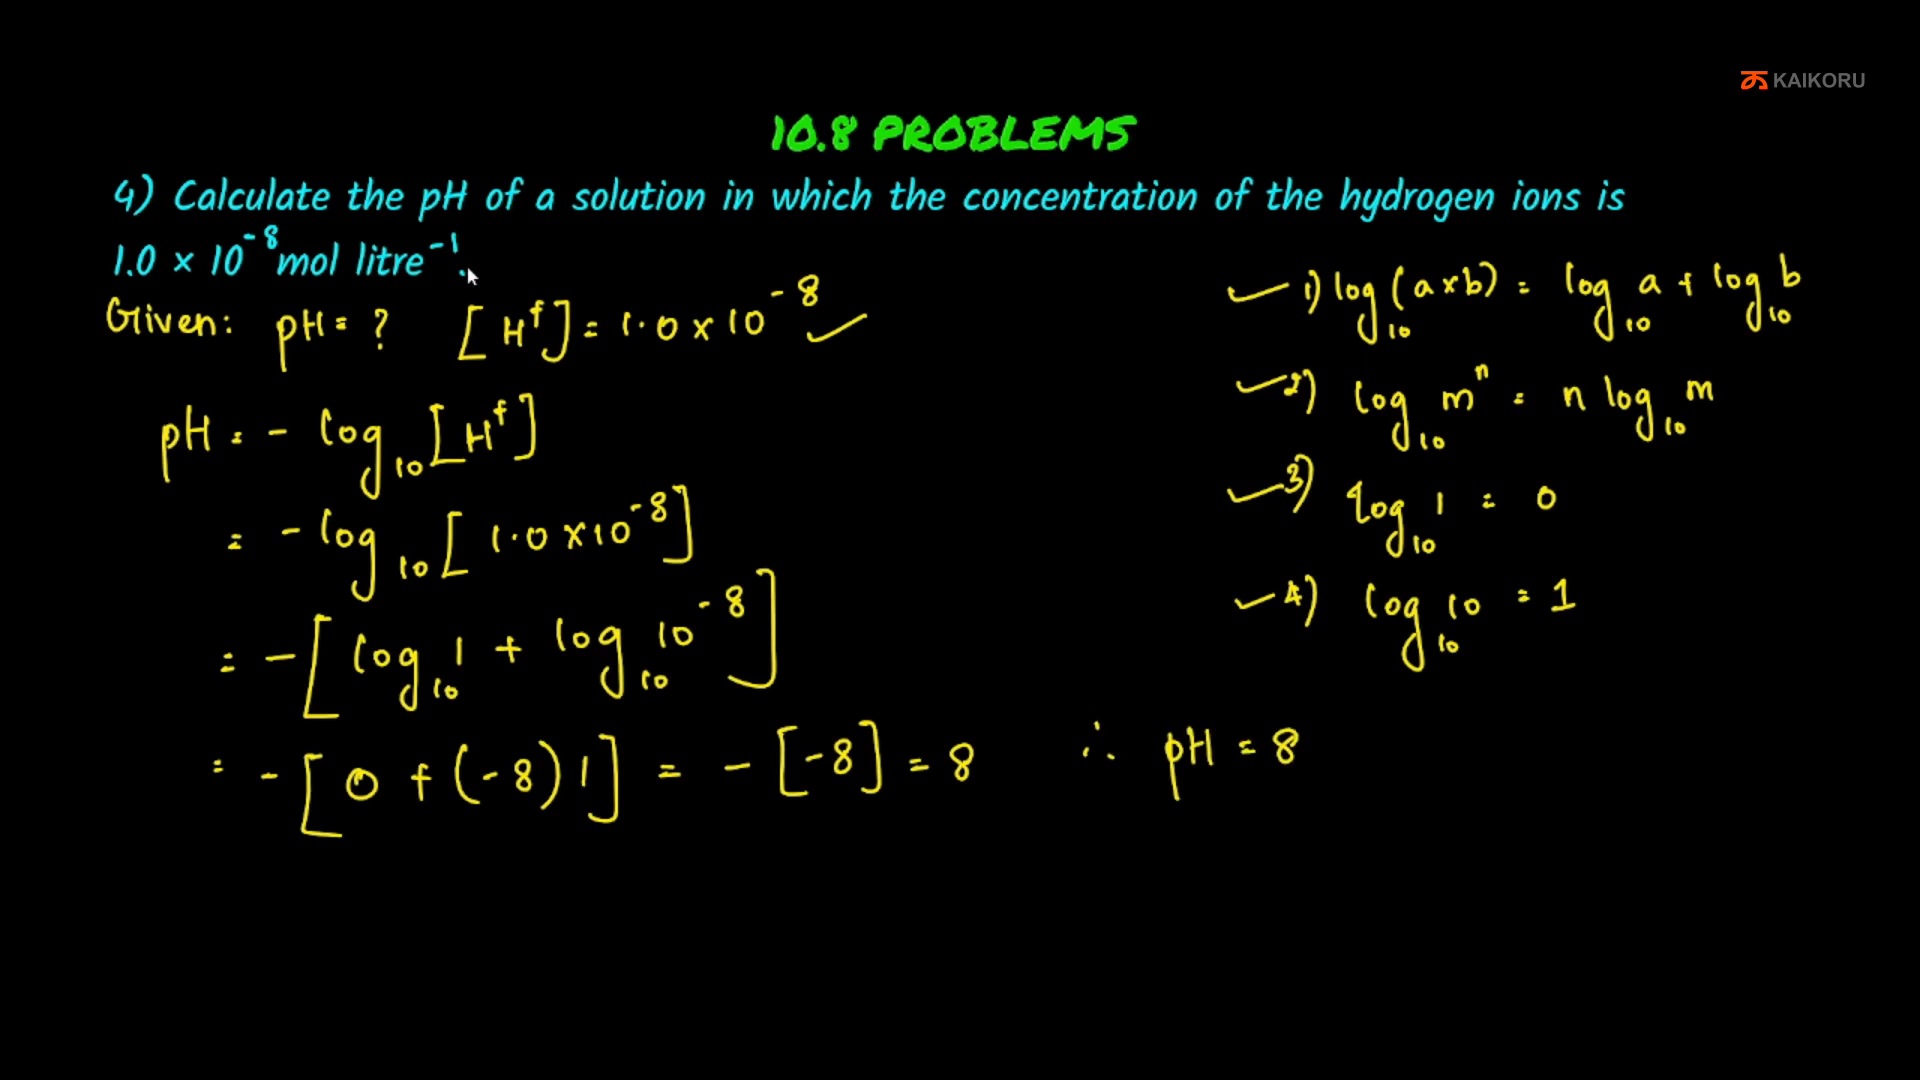 KAIKORU
10.8 PROBLEMS
4) Calculate the pH of a solution in which the concentration of the hydrogen ions is
1.0 × 10⁻⁸ mol litre⁻¹.
Given: pH = ? [H⁺] = 1.0 × 10⁻⁸
pH = - log₁₀ [H⁺]
= - log₁₀ [1.0 × 10⁻⁸]
= - [log₁₀ 1 + log₁₀ 10⁻⁸]
= - [0 + (-8) 1] = - [-8] = 8 ∴ pH = 8
1) log₁₀ (a × b) = log₁₀ a + log₁₀ b
2) log₁₀ mⁿ = n log₁₀ m
3) log₁₀ 1 = 0
4) log₁₀ 10 = 1